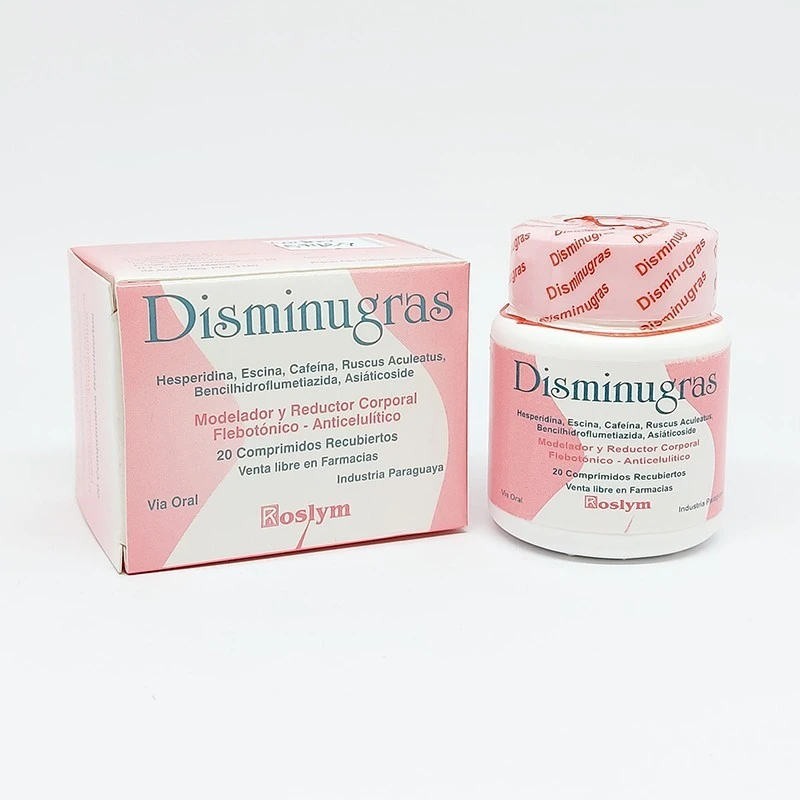 Disminugras
Hesperidina, Escina, Cafeína, Ruscus Aculeatus,
Bencilhidroflumetiazida, Asiáticoside
Modelador y Reductor Corporal
Flebotónico - Anticelulítico
20 Comprimidos Recubiertos
Venta libre en Farmacias
Industria Paraguaya
Via Oral
Roslym
Disminugras
Disminugras
Disminugras
Disminugras
Disminugras
Disminugras
Hesperidina, Escina, Cafeína, Ruscus Aculeatus,
Bencilhidroflumetiazida, Asiáticoside
Modelador y Reductor Corporal
Flebotónico - Anticelulítico
20 Comprimidos Recubiertos
Venta libre en Farmacias
Via Oral
Roslym
Industria